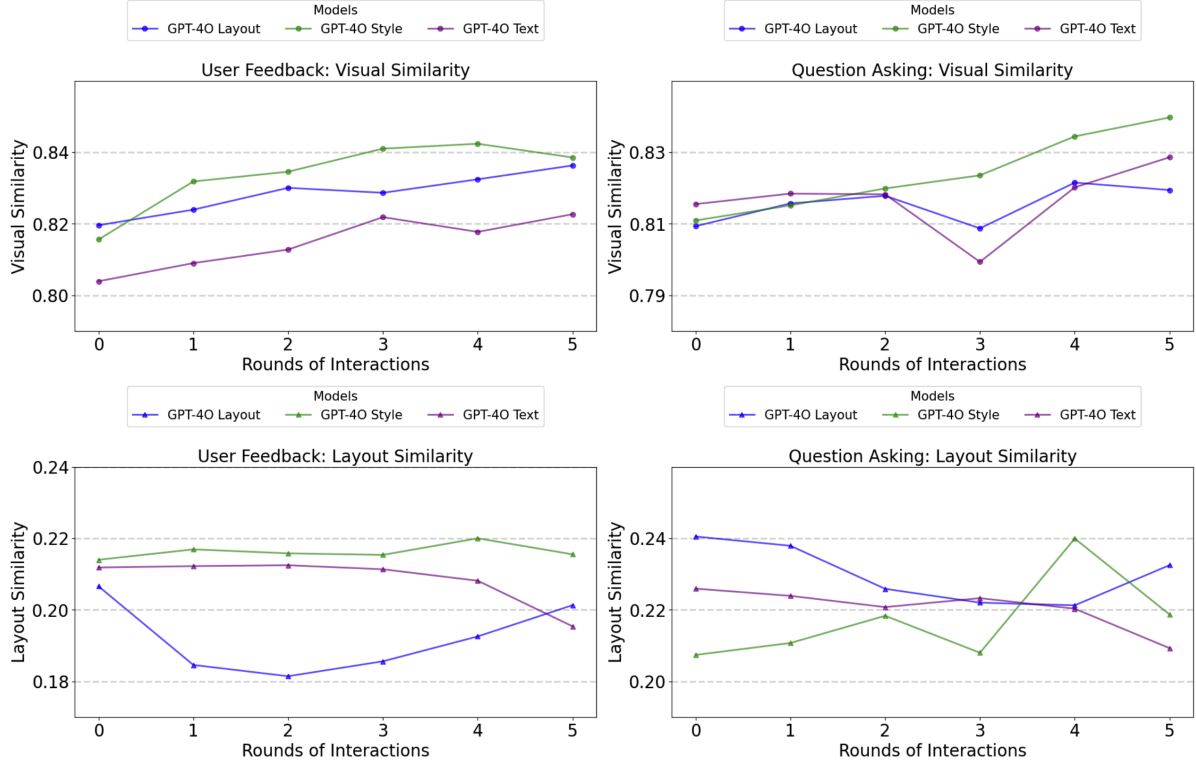 Models
GPT-4O Layout GPT-4O Style GPT-4O Text
User Feedback: Visual Similarity
Visual Similarity
0.84
0.82
0.80
0 1 2 3 4 5
Rounds of Interactions
Models
GPT-4O Layout GPT-4O Style GPT-4O Text
Question Asking: Visual Similarity
Visual Similarity
0.83
0.81
0.79
0 1 2 3 4 5
Rounds of Interactions
Models
GPT-4O Layout GPT-4O Style GPT-4O Text
User Feedback: Layout Similarity
Layout Similarity
0.24
0.22
0.20
0.18
0 1 2 3 4 5
Rounds of Interactions
Models
GPT-4O Layout GPT-4O Style GPT-4O Text
Question Asking: Layout Similarity
Layout Similarity
0.24
0.22
0.20
0 1 2 3 4 5
Rounds of Interactions